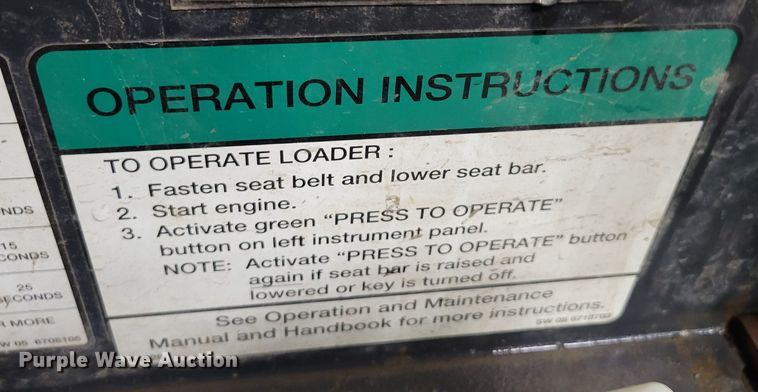 OPERATION INSTRUCTIONS
TO OPERATE LOADER :
1. Fasten seat belt and lower seat bar.
2. Start engine.
3. Activate green “PRESS TO OPERATE”
button on left instrument panel.
NOTE: Activate “PRESS TO OPERATE” button
again if seat bar is raised and
lowered or key is turned off.
See Operation and Maintenance
Manual and Handbook for more instructions.
NDS
15
CONDS
25
SECONDS
R MORE
Purple Wave Auction